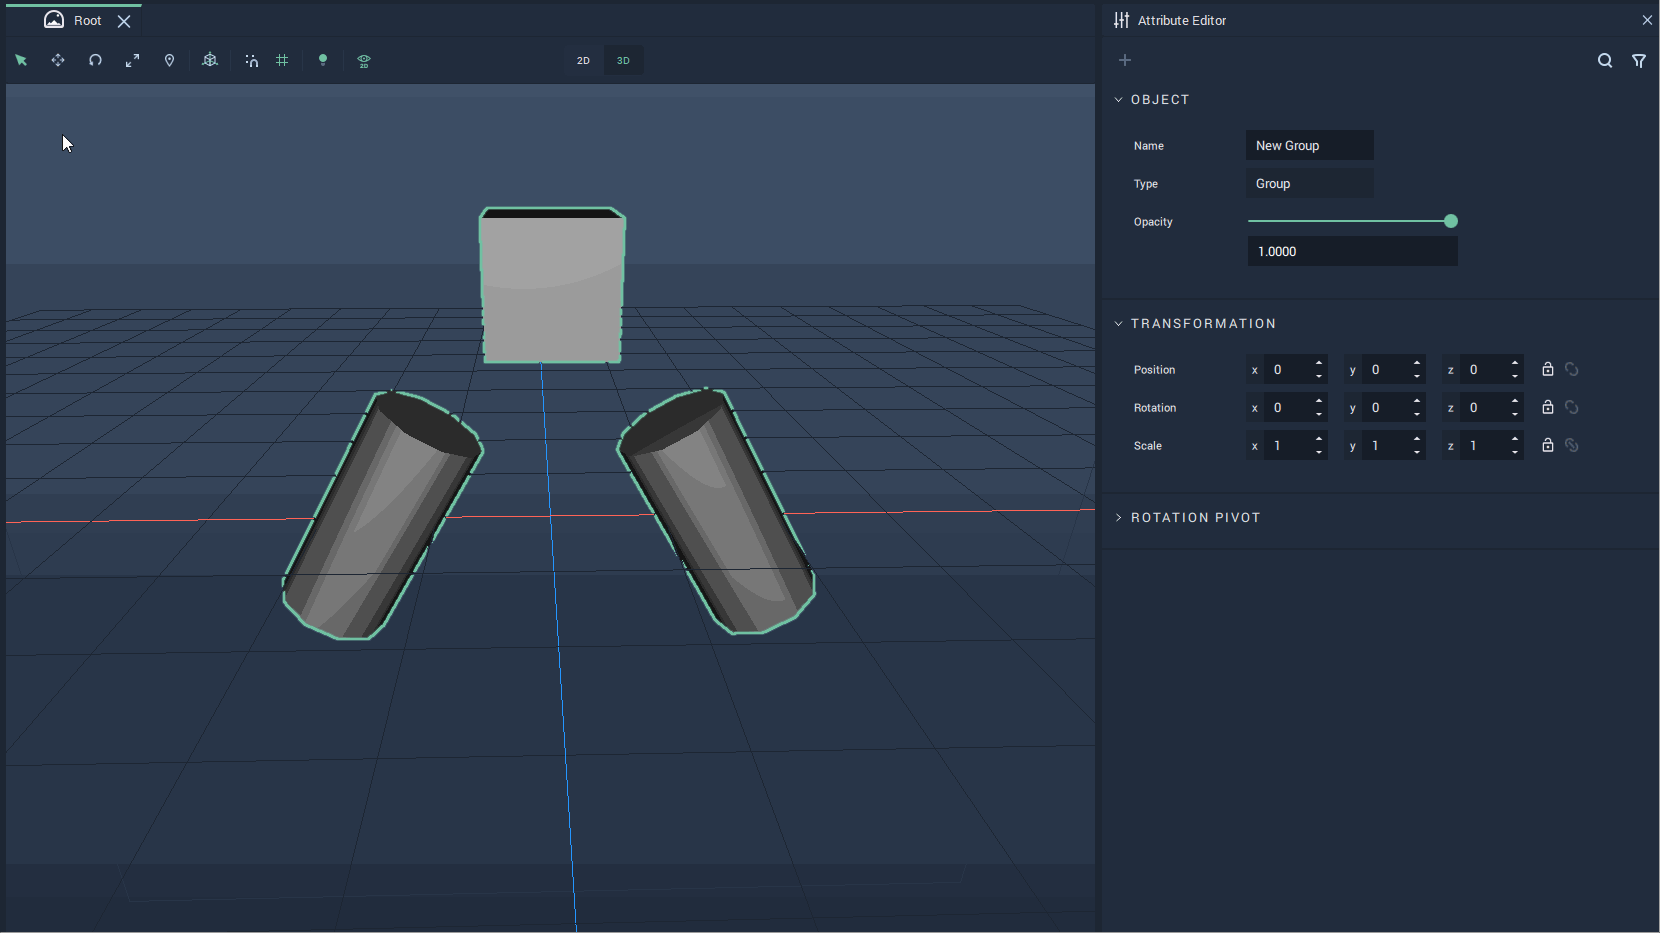 Root
2D
2D 3D
Attribute Editor
OBJECT
Name New Group
Type Group
Opacity
1.0000
TRANSFORMATION
Position x 0 y 0 z 0
Rotation x 0 y 0 z 0
Scale x 1 y 1 z 1
ROTATION PIVOT